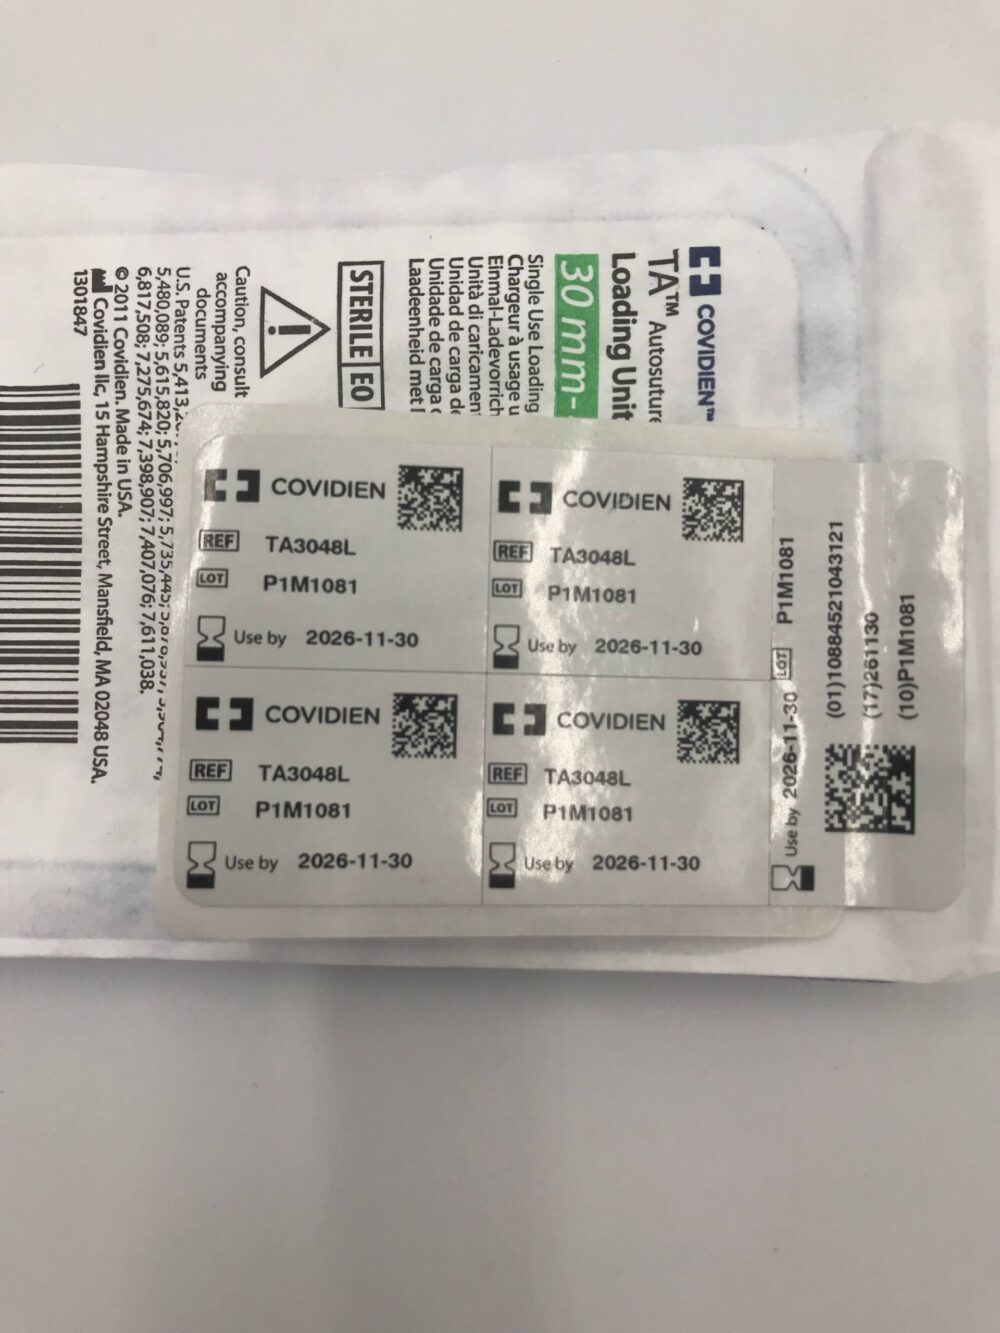 COVIDIEN™
TA™ Autosuture
Loading Unit
30 mm-
Single Use Loading
Chargeur à usage u
Einmal-Ladevorrich
Unità di caricament
Unidad de carga de
Unidade de carga
Laadeenheid met
STERILE EO
Caution, consult
accompanying
documents
U.S. Patents 5,413,
5,480,089; 5,615,820; 5,706,997; 5,735,445;
6,817,508; 7,275,674; 7,398,907; 7,407,076; 7,611,038.
© 2011 Covidien. Made in USA.
Covidien llc, 15 Hampshire Street, Mansfield, MA 02048 USA.
1301847
COVIDIEN
REF TA3048L
LOT P1M1081
Use by 2026-11-30
COVIDIEN
REF TA3048L
LOT P1M1081
Use by 2026-11-30
COVIDIEN
REF TA3048L
LOT P1M1081
Use by 2026-11-30
COVIDIEN
REF TA3048L
LOT P1M1081
Use by 2026-11-30
Use by 2026-11-30 LOT P1M1081
(01)10884521043121
(17)261130
(10)P1M1081